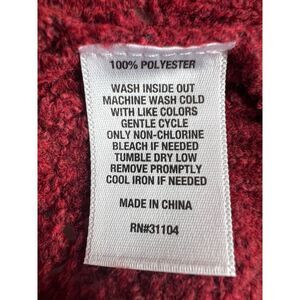 100% POLYESTER
WASH INSIDE OUT
MACHINE WASH COLD
WITH LIKE COLORS
GENTLE CYCLE
ONLY NON-CHLORINE
BLEACH IF NEEDED
TUMBLE DRY LOW
REMOVE PROMPTLY
COOL IRON IF NEEDED
MADE IN CHINA
RN#31104